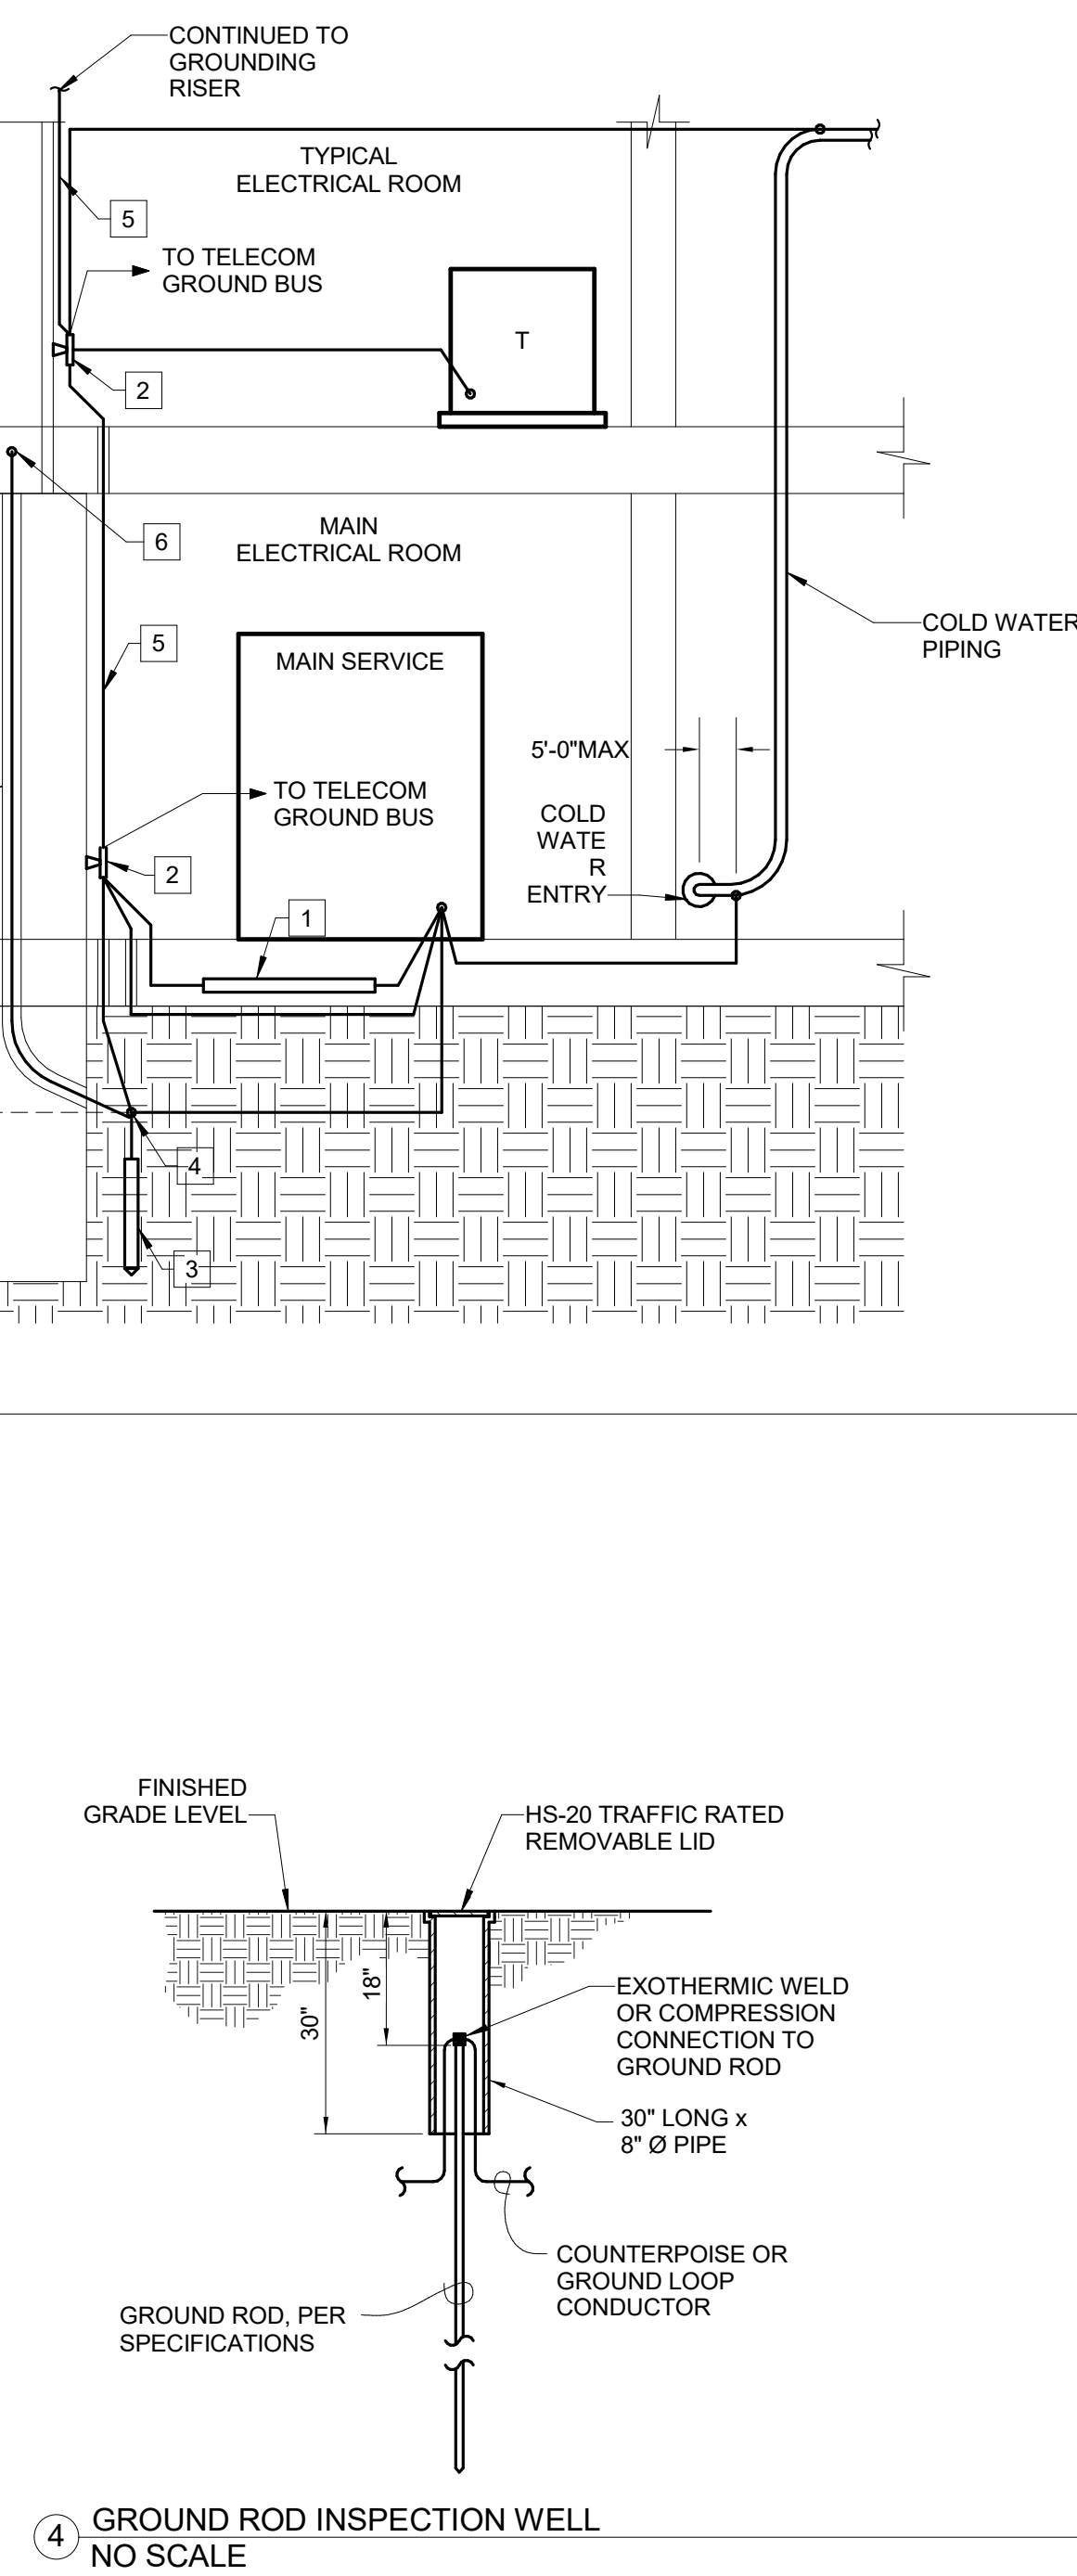 CONTINUED TO
GROUNDING
RISER
TYPICAL
ELECTRICAL ROOM
5
TO TELECOM
GROUND BUS
T
2
6
MAIN
ELECTRICAL ROOM
COLD WATER
PIPING
5
MAIN SERVICE
5'-0"MAX
TO TELECOM
GROUND BUS
COLD
WATE
R
ENTRY
2
1
4
3
FINISHED
GRADE LEVEL
HS-20 TRAFFIC RATED
REMOVABLE LID
18"
30"
EXOTHERMIC WELD
OR COMPRESSION
CONNECTION TO
GROUND ROD
30" LONG x
8" Ø PIPE
COUNTERPOISE OR
GROUND LOOP
CONDUCTOR
GROUND ROD, PER
SPECIFICATIONS
4
GROUND ROD INSPECTION WELL
NO SCALE